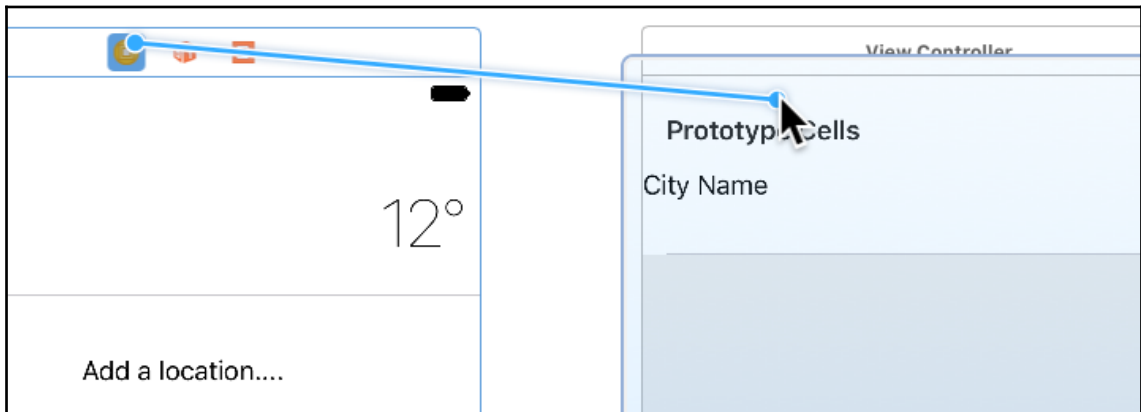 View Controller
Prototype Cells
City Name
12°
Add a location....